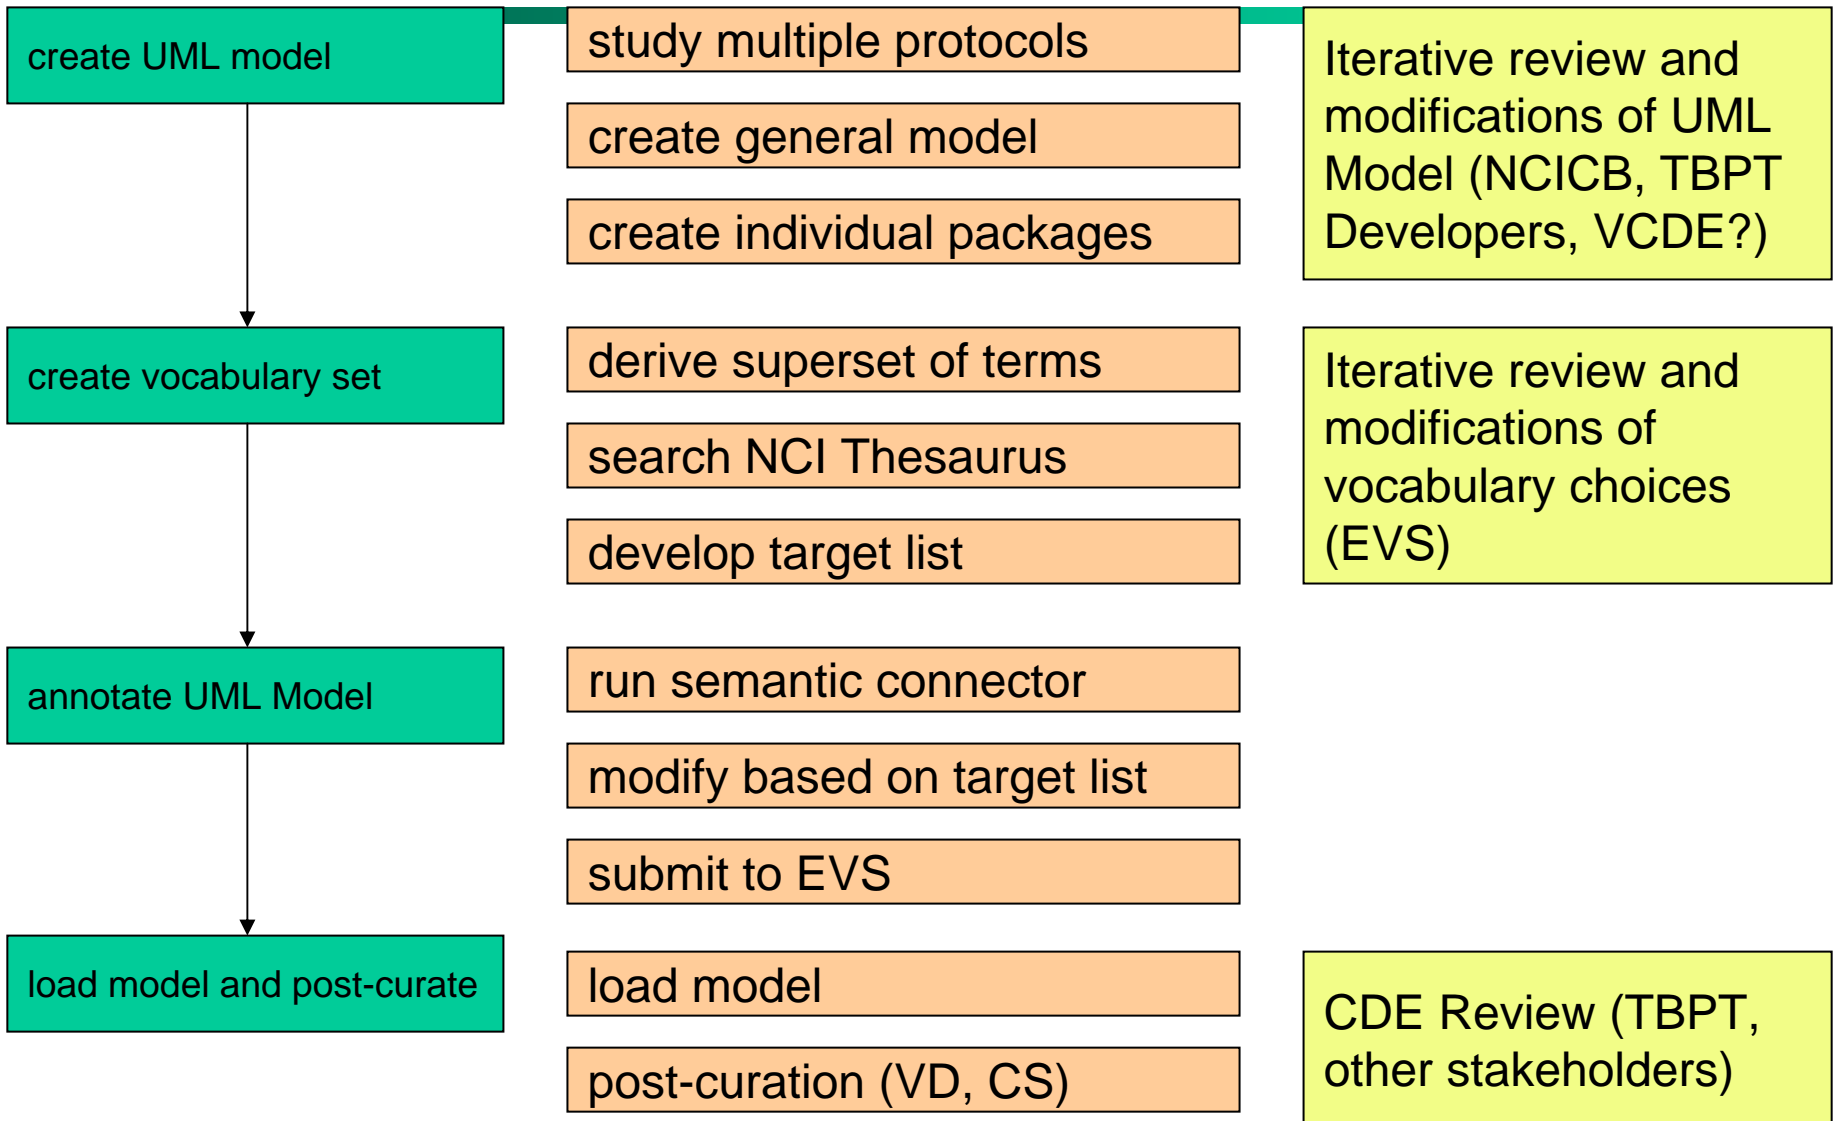 create UML model
study multiple protocols
create general model
create individual packages
Iterative review and
modifications of UML
Model (NCICB, TBPT
Developers, VCDE?)
create vocabulary set
derive superset of terms
search NCI Thesaurus
develop target list
Iterative review and
modifications of
vocabulary choices
(EVS)
annotate UML Model
run semantic connector
modify based on target list
submit to EVS
load model and post-curate
load model
post-curation (VD, CS)
CDE Review (TBPT,
other stakeholders)